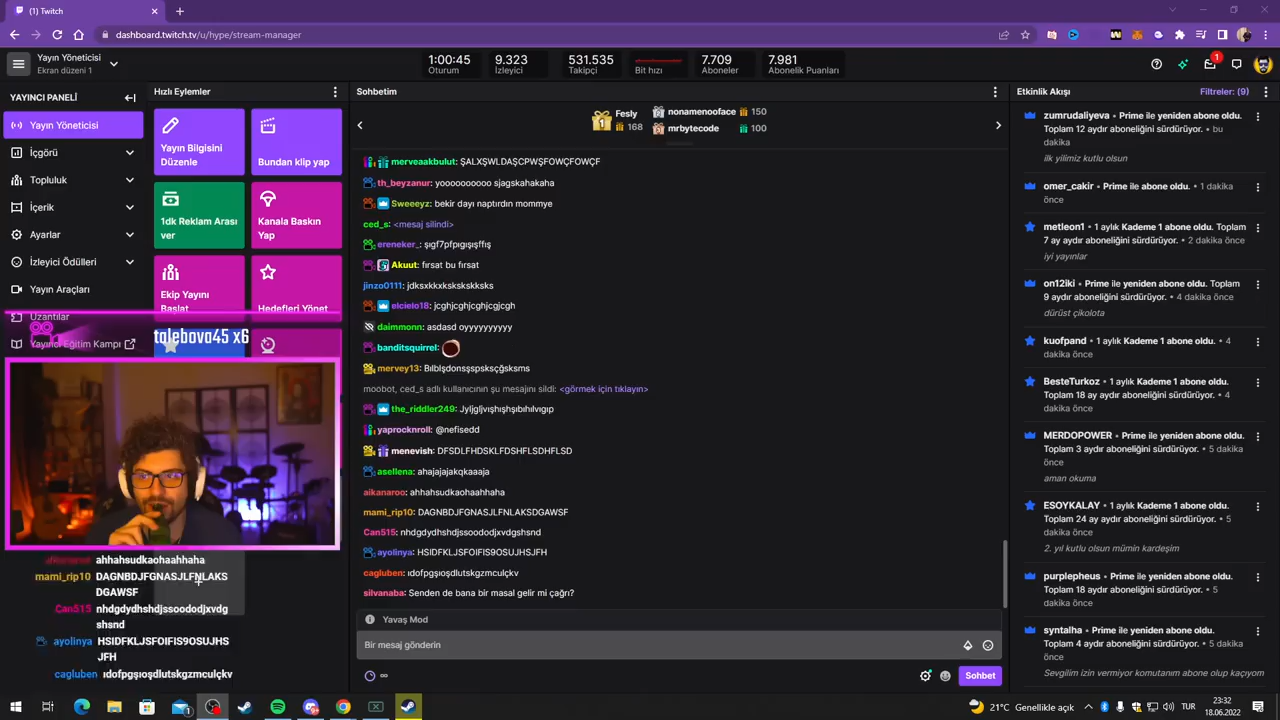 (1) Twitch
dashboard.twitch.tv/u/hype/stream-manager
Yayın Yöneticisi
Ekran düzeni 1
1:00:45
Oturum
9.323
İzleyici
531.535
Takipçi
Bit hızı
7.709
Aboneler
7.981
Abonelik Puanları
1
YAYINCI PANELİ
Yayın Yöneticisi
İçgörü
Topluluk
İçerik
Ayarlar
İzleyici Ödülleri
Yayın Araçları
Uzantılar
Yayıncı Eğitim Kampı
Hızlı Eylemler
Yayın Bilgisini
Düzenle
Bundan klip yap
1dk Reklam Arası
ver
Kanala Baskın
Yap
Ekip Yayını
Başlat
Hedefleri Yönet
talebova45 x6
ahhahsudkaohaahhaha
mami_rip10 DAGNBDJFGNASJLFNLAKS
DGAWSF
Can515 nhdgdydhshdjssoododjxvdg
shsnd
ayolinya HSIDFKLJSFOIFIS9OSUJHS
JFH
cagluben ıdofpgışoşdlutskgzmculçkv
Sohbetim
Fesly
168
nonamenooface 150
mrbytecode 100
merveaakbulut: ŞALXŞWLDAŞCPWŞFOWÇFOWÇF
th_beyzanur: yoooooooooo sjagskahakaha
Sweeeyz: bekir dayı naptırdın mommye
ced_s: <mesaj silindi>
ereneker_: şıgf7pfpıgışışffış
Akuut: fırsat bu fırsat
jinzo0111: jdksxkkxkskskskksks
elcielo18: jcghjcghjcghjcgjcgh
daimmonn: asdasd oyyyyyyyyy
banditsquirrel:
mervey13: Bılblşdonsşspsksçğsksms
moobot, ced_s adlı kullanıcının şu mesajını sildi: <görmek için tıklayın>
the_riddler249: Jyljgljvışhışhşıbıhılvıgıp
yaprocknroll: @nefisedd
menevish: DFSDLFHDSKLFDSHFLSDHFLSD
asellena: ahajajajakqkaaaja
aikanaroo: ahhahsudkaohaahhaha
mami_rip10: DAGNBDJFGNASJLFNLAKSDGAWSF
Can515: nhdgdydhshdjssoododjxvdgshsnd
ayolinya: HSIDFKLJSFOIFIS9OSUJHSJFH
cagluben: ıdofpgışoşdlutskgzmculçkv
silvanaba: Senden de bana bir masal gelir mi çağrı?
Yavaş Mod
Bir mesaj gönderin
Sohbet
Etkinlik Akışı
Filtreler: (9)
zumrudaliyeva • Prime ile yeniden abone oldu.
Toplam 12 aydır aboneliğini sürdürüyor. • bu
dakika
ilk yilimiz kutlu olsun
omer_cakir • Prime ile abone oldu. • 1 dakika
önce
metleon1 • 1 aylık Kademe 1 abone oldu. Toplam
7 ay aydır aboneliğini sürdürüyor. • 2 dakika önce
iyi yayınlar
on12iki • Prime ile yeniden abone oldu. Toplam
9 aydır aboneliğini sürdürüyor. • 4 dakika önce
dürüst çikolota
kuofpand • 1 aylık Kademe 1 abone oldu. • 4
dakika önce
BesteTurkoz • 1 aylık Kademe 1 abone oldu.
Toplam 18 ay aydır aboneliğini sürdürüyor. • 4
dakika önce
MERDOPOWER • Prime ile yeniden abone oldu.
Toplam 3 aydır aboneliğini sürdürüyor. • 5 dakika
önce
aman okuma
ESOYKALAY • 1 aylık Kademe 1 abone oldu.
Toplam 24 ay aydır aboneliğini sürdürüyor. • 5
dakika önce
2. yıl kutlu olsun mümin kardeşim
purplepheus • Prime ile yeniden abone oldu.
Toplam 18 aydır aboneliğini sürdürüyor. • 5
dakika önce
syntalha • Prime ile yeniden abone oldu.
Toplam 4 aydır aboneliğini sürdürüyor. • 5
dakika önce
Sevgilim izin vermiyor komutanım abone olup kaçıyom
21°C Genellikle açık
TUR
23:32
18.06.2022